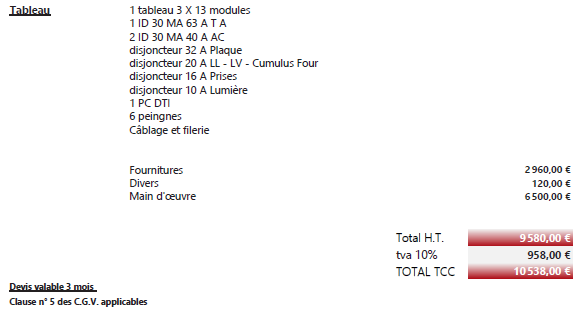 Tableau 1 tableau 3 X 13 modules
1 ID 30 MA 63 A T A
2 ID 30 MA 40 A AC
disjoncteur 32 A Plaque
disjoncteur 20 A LL - LV - Cumulus Four
disjoncteur 16 A Prises
disjoncteur 10 A Lumière
1 PC DTI
6 peingnes
Câblage et filerie
Fournitures 2 960,00 €
Divers 120,00 €
Main d'œuvre 6 500,00 €
Total H.T. 9 580,00 €
tva 10% 958,00 €
TOTAL TCC 10 538,00 €
Devis valable 3 mois
Clause n° 5 des C.G.V. applicables